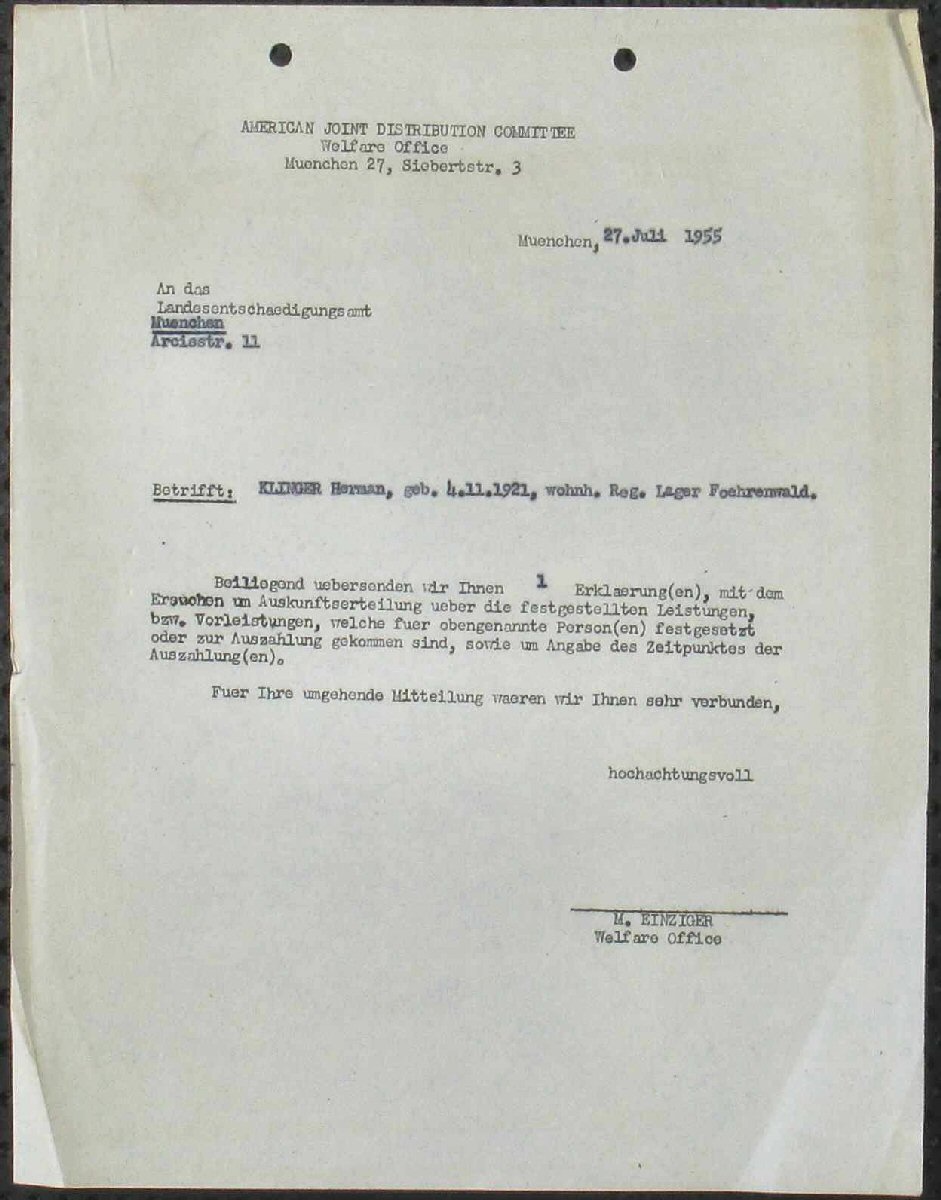 AMERICAN JOINT DISTRIBUTION COMMITTEE
Welfare Office
Muenchen 27, Siebertstr. 3
Muenchen, 27.Juli 1955
An das
Landesentschaedigungsamt
Muenchen
Arcisstr. 11
Betrifft: KLINGER Herman, geb. 4.11.1921, wohnh. Reg. Lager Foehrenwald.
Beiliegend uebersenden wir Ihnen 1 Erklaerung(en), mit dem
Ersuchen um Auskunftserteilung ueber die festgestellten Leistungen,
bzw. Vorleistungen, welche fuer obengenannte Person(en) festgesetzt
oder zur Auszahlung gekommen sind, sowie um Angabe des Zeitpunktes der
Auszahlung(en).
Fuer Ihre umgehende Mitteilung waeren wir Ihnen sehr verbunden,
hochachtungsvoll
M. EINZIGER
Welfare Office